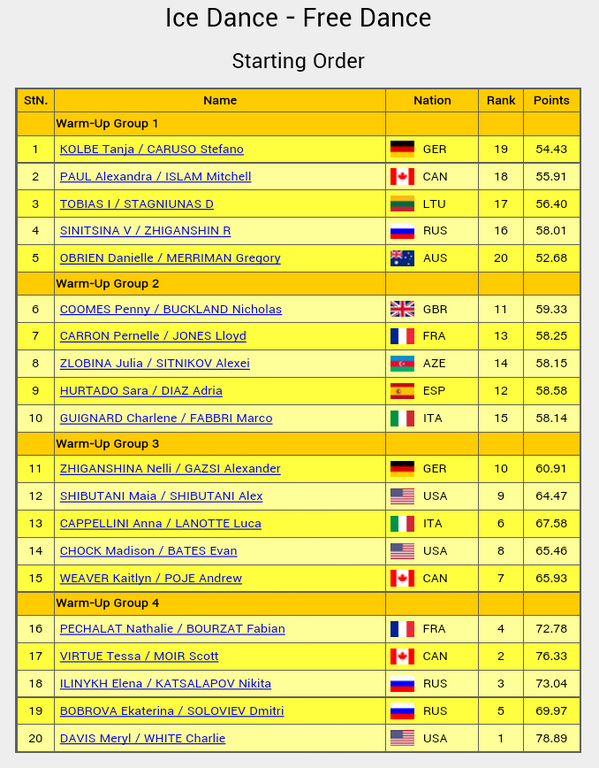 Ice Dance - Free Dance
Starting Order
StN. Name Nation Rank Points
Warm-Up Group 1
1 KOLBE Tanja / CARUSO Stefano GER 19 54.43
2 PAUL Alexandra / ISLAM Mitchell CAN 18 55.91
3 TOBIAS I / STAGNIUNAS D LTU 17 56.40
4 SINITSINA V / ZHIGANSHIN R RUS 16 58.01
5 OBRIEN Danielle / MERRIMAN Gregory AUS 20 52.68
Warm-Up Group 2
6 COOMES Penny / BUCKLAND Nicholas GBR 11 59.33
7 CARRON Pernelle / JONES Lloyd FRA 13 58.25
8 ZLOBINA Julia / SITNIKOV Alexei AZE 14 58.15
9 HURTADO Sara / DIAZ Adria ESP 12 58.58
10 GUIGNARD Charlene / FABBRI Marco ITA 15 58.14
Warm-Up Group 3
11 ZHIGANSHINA Nelli / GAZSI Alexander GER 10 60.91
12 SHIBUTANI Maia / SHIBUTANI Alex USA 9 64.47
13 CAPPELLINI Anna / LANOTTE Luca ITA 6 67.58
14 CHOCK Madison / BATES Evan USA 8 65.46
15 WEAVER Kaitlyn / POJE Andrew CAN 7 65.93
Warm-Up Group 4
16 PECHALAT Nathalie / BOURZAT Fabian FRA 4 72.78
17 VIRTUE Tessa / MOIR Scott CAN 2 76.33
18 ILINYKH Elena / KATSALAPOV Nikita RUS 3 73.04
19 BOBROVA Ekaterina / SOLOVIEV Dmitri RUS 5 69.97
20 DAVIS Meryl / WHITE Charlie USA 1 78.89